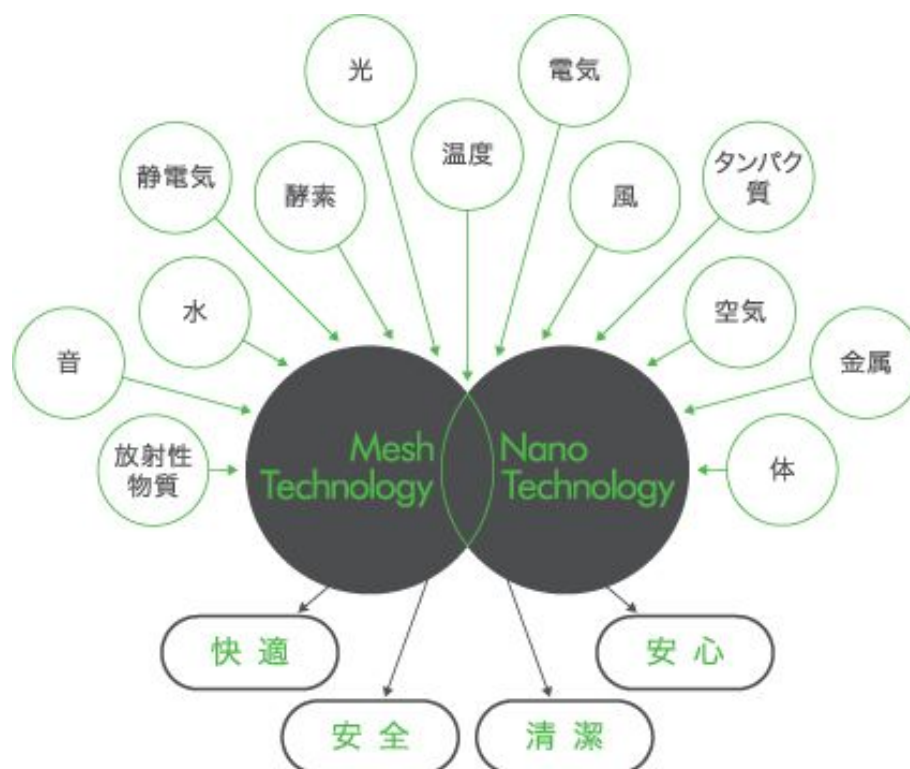 光
電気
温度
静電気
酵素
風
タンパク
質
水
空気
音
金属
放射性
物質
体
Mesh
Technology
Nano
Technology
快適
安心
安全
清潔